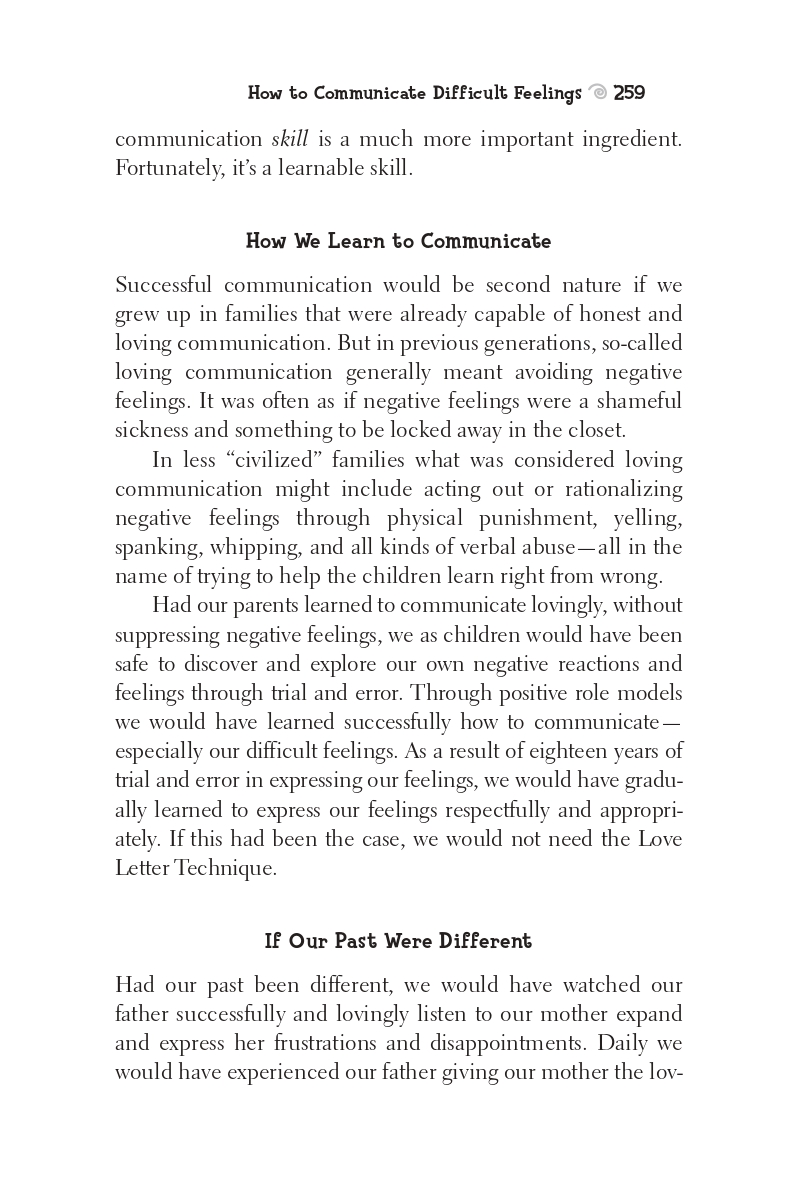 How to Communicate Difficult Feelings 259
communication skill is a much more important ingredient.
Fortunately, it’s a learnable skill.
How We Learn to Communicate
Successful communication would be second nature if we
grew up in families that were already capable of honest and
loving communication. But in previous generations, so-called
loving communication generally meant avoiding negative
feelings. It was often as if negative feelings were a shameful
sickness and something to be locked away in the closet.
In less “civilized” families what was considered loving
communication might include acting out or rationalizing
negative feelings through physical punishment, yelling,
spanking, whipping, and all kinds of verbal abuse—all in the
name of trying to help the children learn right from wrong.
Had our parents learned to communicate lovingly, without
suppressing negative feelings, we as children would have been
safe to discover and explore our own negative reactions and
feelings through trial and error. Through positive role models
we would have learned successfully how to communicate—
especially our difficult feelings. As a result of eighteen years of
trial and error in expressing our feelings, we would have gradu-
ally learned to express our feelings respectfully and appropri-
ately. If this had been the case, we would not need the Love
Letter Technique.
If Our Past Were Different
Had our past been different, we would have watched our
father successfully and lovingly listen to our mother expand
and express her frustrations and disappointments. Daily we
would have experienced our father giving our mother the lov-